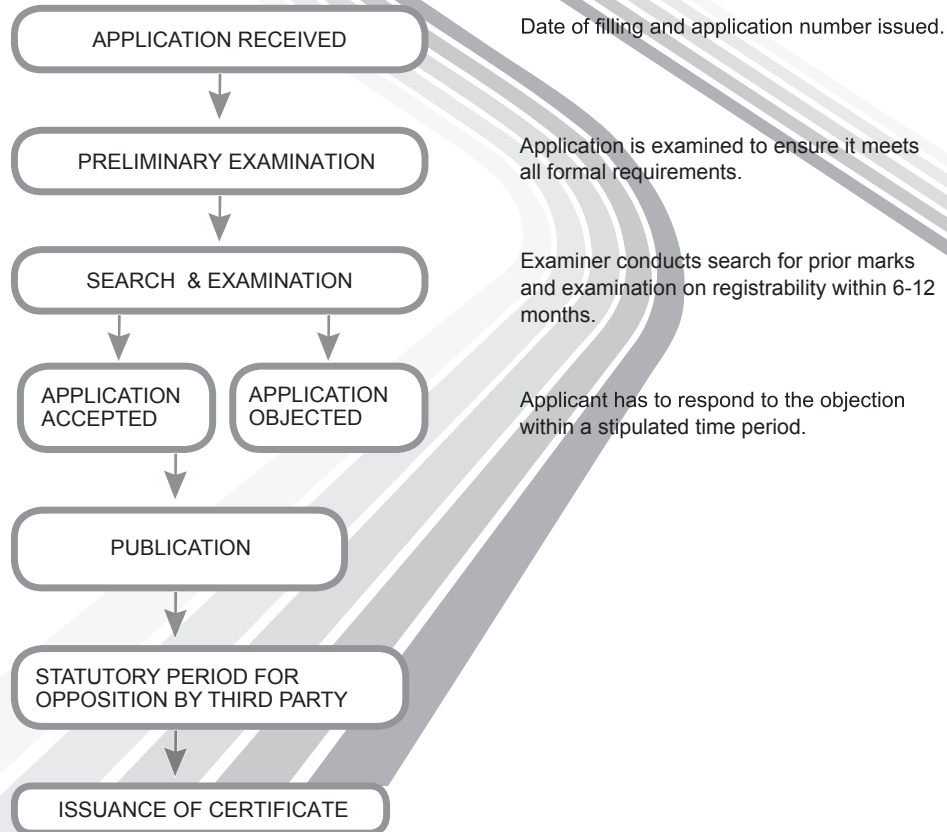 APPLICATION RECEIVED
Date of filling and application number issued.
PRELIMINARY EXAMINATION
Application is examined to ensure it meets
all formal requirements.
SEARCH & EXAMINATION
Examiner conducts search for prior marks
and examination on registrability within 6-12
months.
APPLICATION
ACCEPTED
APPLICATION
OBJECTED
Applicant has to respond to the objection
within a stipulated time period.
PUBLICATION
STATUTORY PERIOD FOR
OPPOSITION BY THIRD PARTY
ISSUANCE OF CERTIFICATE